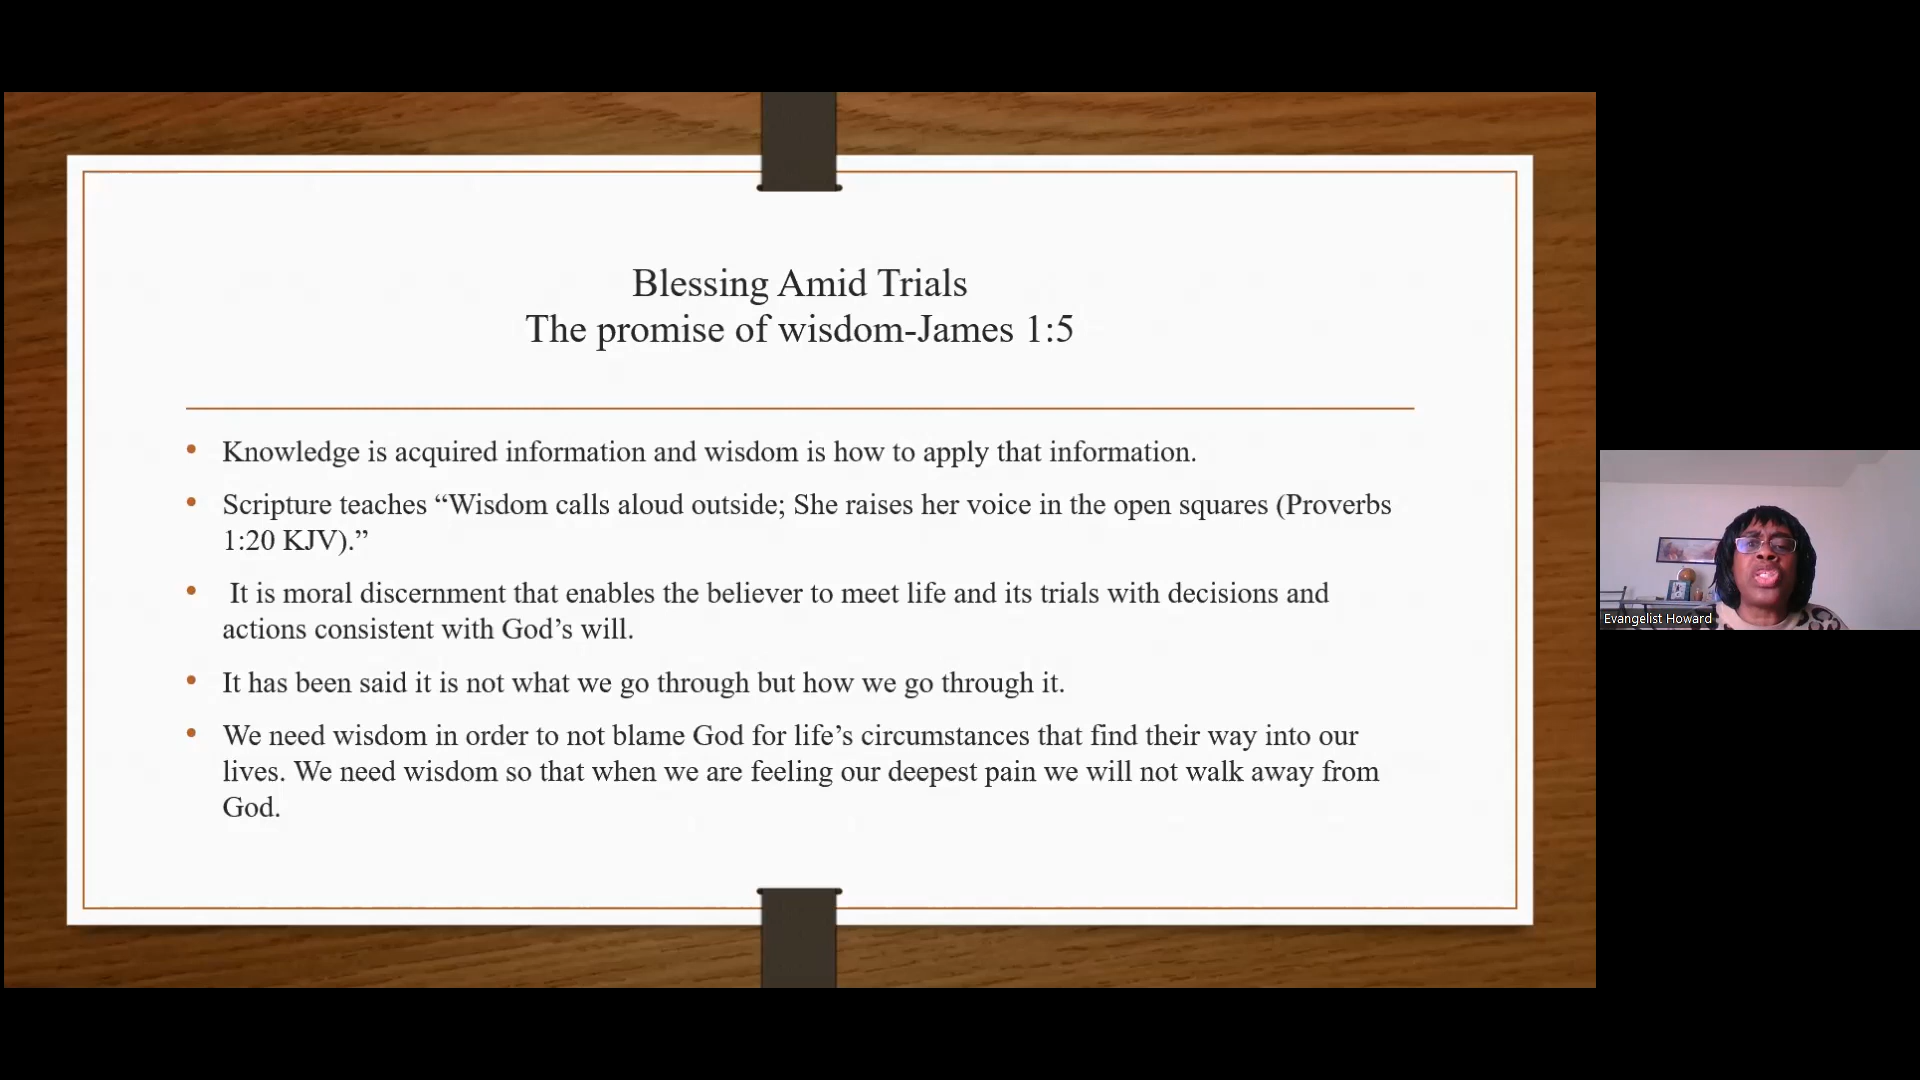 Blessing Amid Trials
The promise of wisdom-James 1:5
• Knowledge is acquired information and wisdom is how to apply that information.
• Scripture teaches “Wisdom calls aloud outside; She raises her voice in the open squares (Proverbs
1:20 KJV).”
• It is moral discernment that enables the believer to meet life and its trials with decisions and
actions consistent with God’s will.
• It has been said it is not what we go through but how we go through it.
• We need wisdom in order to not blame God for life’s circumstances that find their way into our
lives. We need wisdom so that when we are feeling our deepest pain we will not walk away from
God.
Evangelist Howard